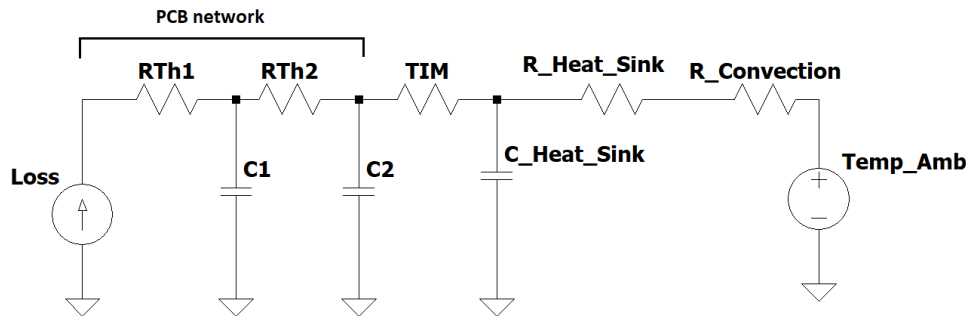 PCB network
RTh1
RTh2
TIM
R_Heat_Sink
R_Convection
Loss
C1
C2
C_Heat_Sink
Temp_Amb